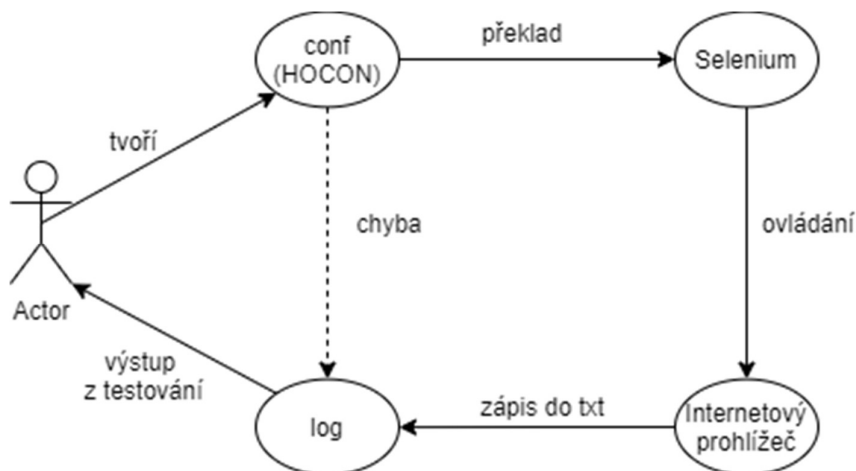 conf
(HOCON)
překlad
Selenium
tvoří
chyba
ovládání
Actor
výstup
z testování
log
zápis do txt
Internetový
prohlížeč